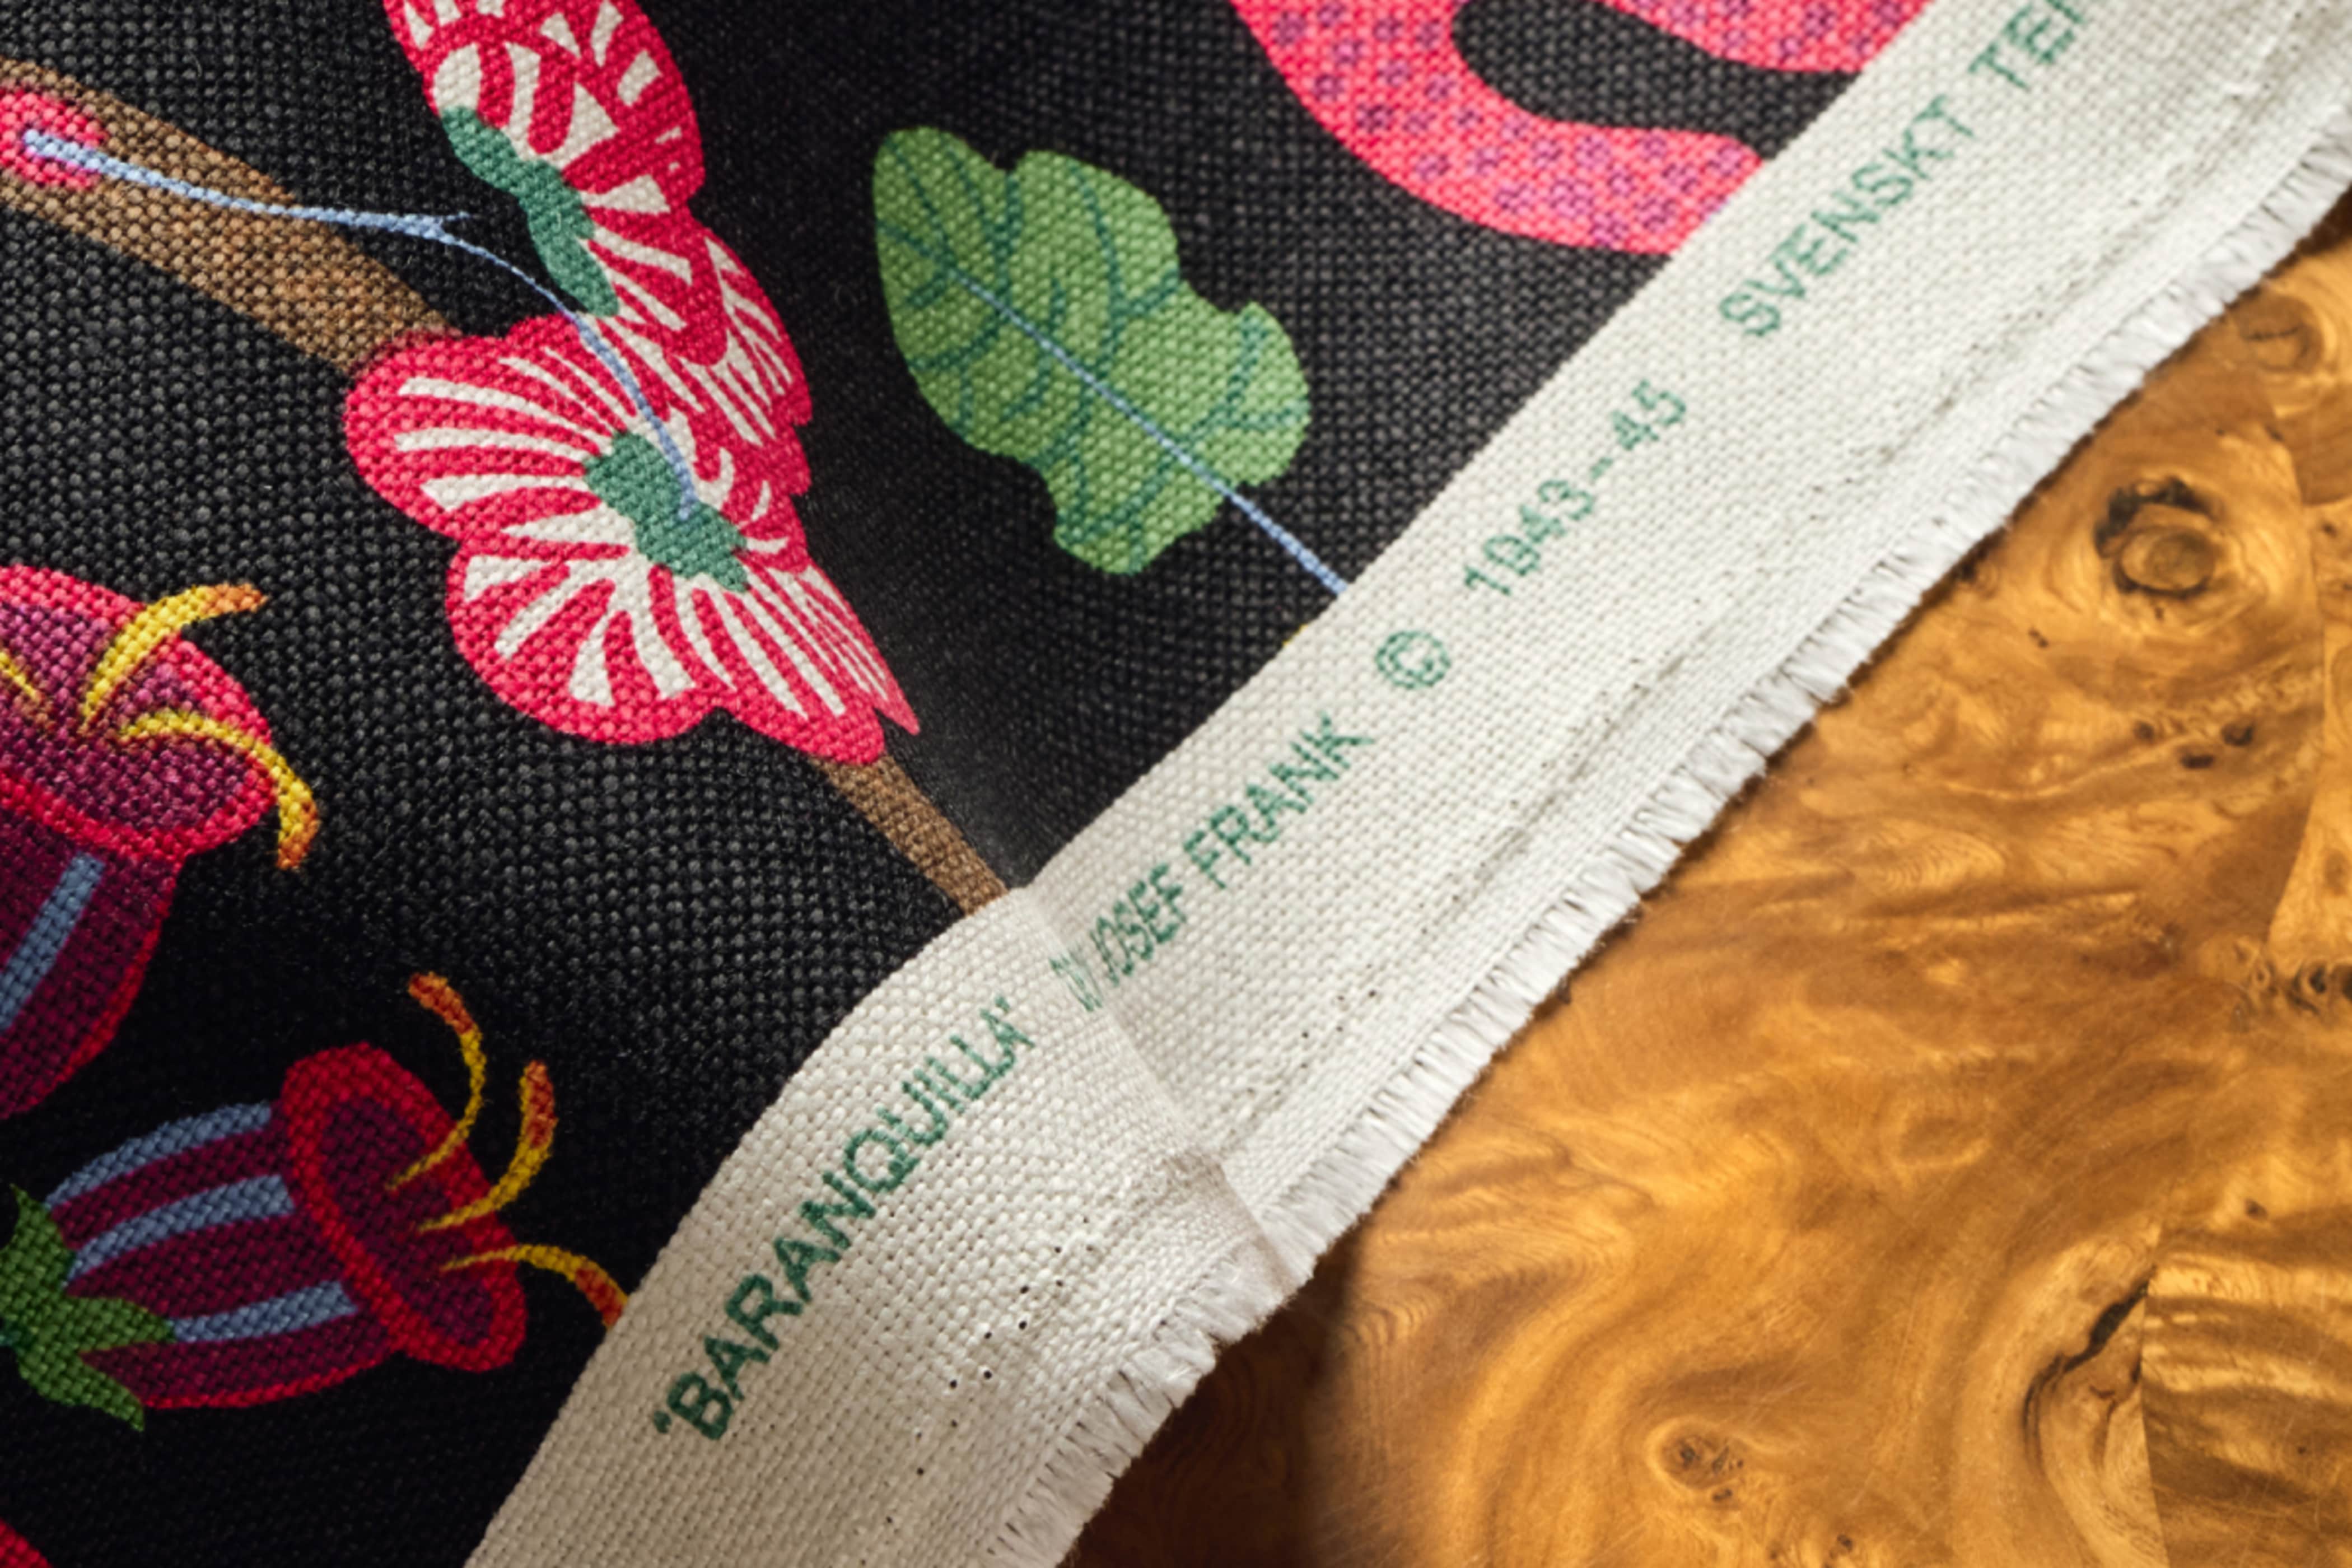 "BARANQUILLA" JOSEF FRANK © 1943-45 SVENSKT